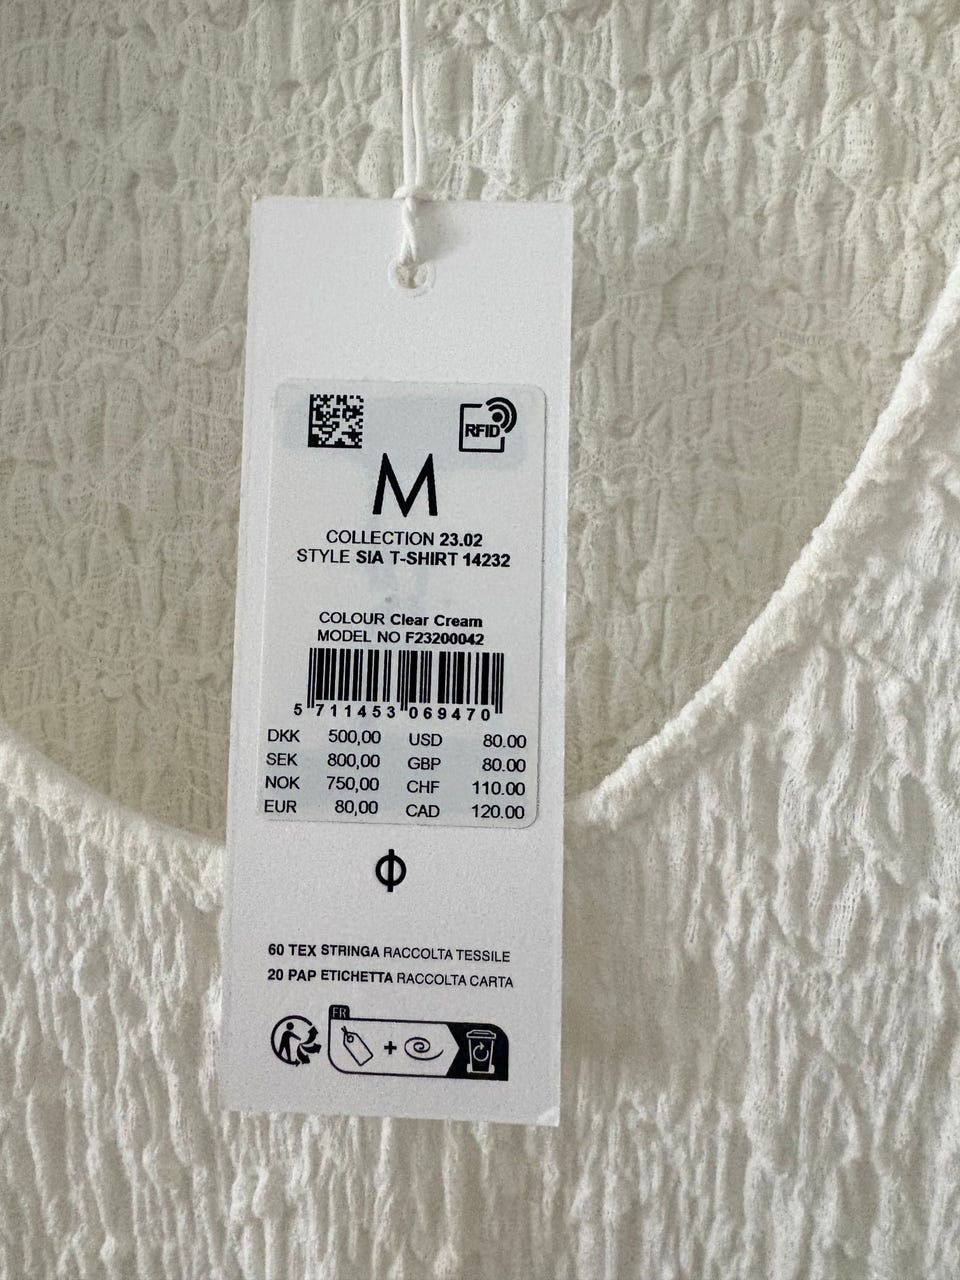 RFID
M
COLLECTION 23.02
STYLE SIA T-SHIRT 14232
COLOUR Clear Cream
MODEL NO F23200042
5 711453 069470
DKK 500,00 USD 80.00
SEK 800,00 GBP 80.00
NOK 750,00 CHF 110.00
EUR 80,00 CAD 120.00
60 TEX STRINGA RACCOLTA TESSILE
20 PAP ETICHETTA RACCOLTA CARTA
FR
+